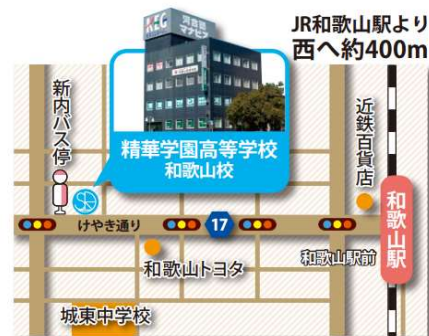 JR和歌山駅より
西へ約400m
KEG
河合塾
マナビス
新内バス停
精華学園高等学校
和歌山校
近鉄百貨店
和歌山駅
けやき通り
17
和歌山駅前
和歌山トヨタ
城東中学校